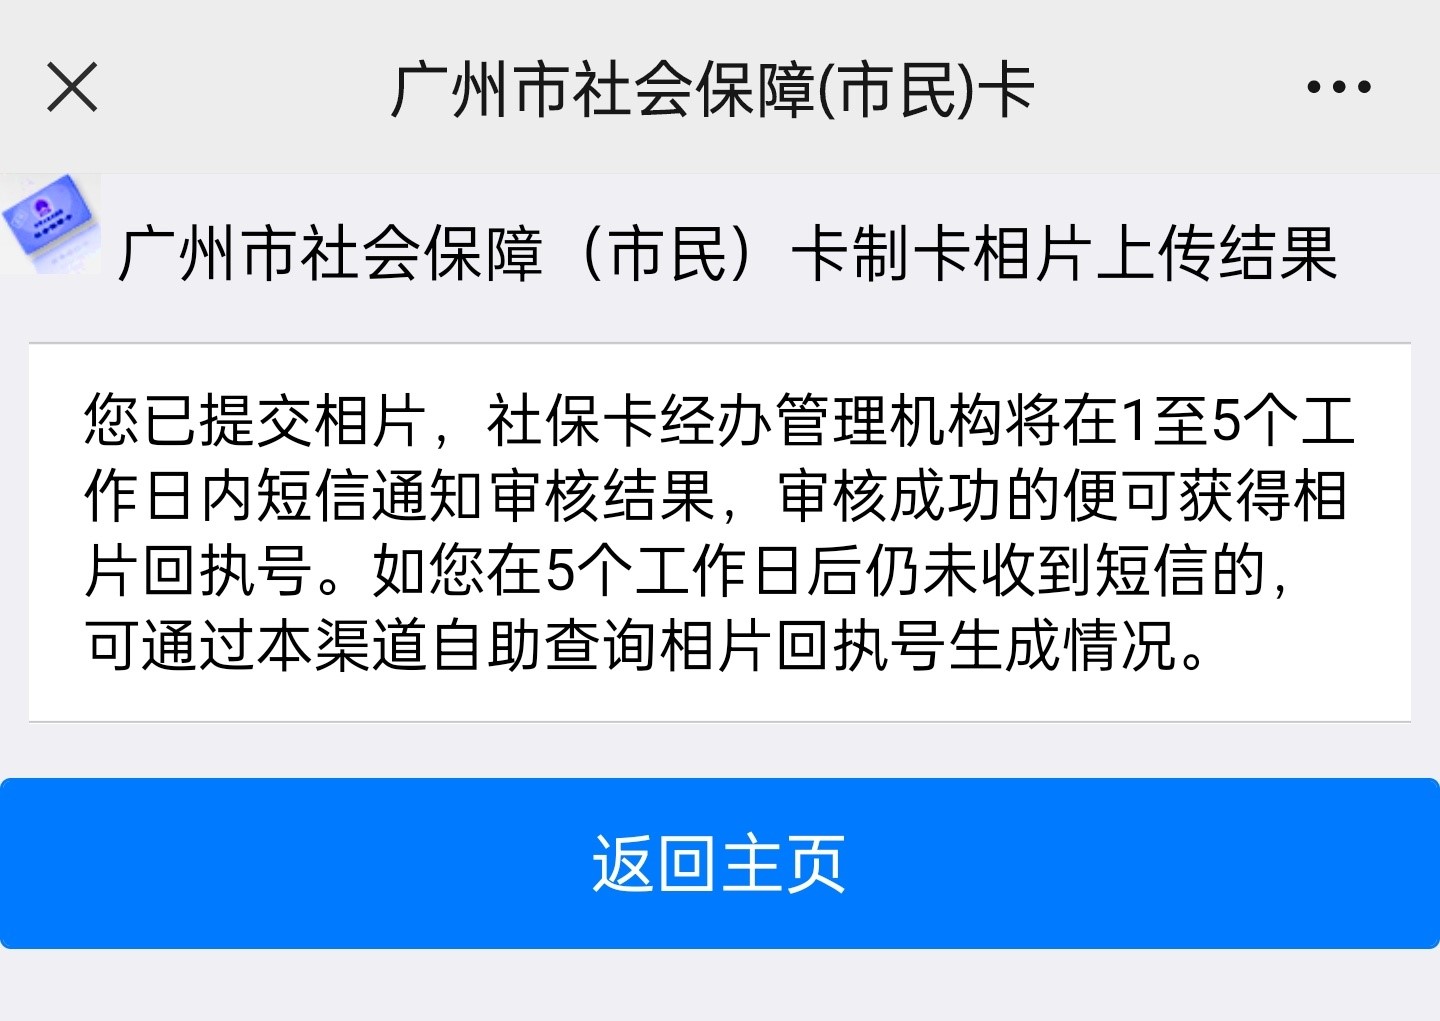 广州市社会保障(市民)卡
广州市社会保障（市民）卡制卡相片上传结果
您已提交相片，社保卡经办管理机构将在1至5个工
作日内短信通知审核结果，审核成功的便可获得相
片回执号。如您在5个工作日后仍未收到短信的，
可通过本渠道自助查询相片回执号生成情况。
返回主页